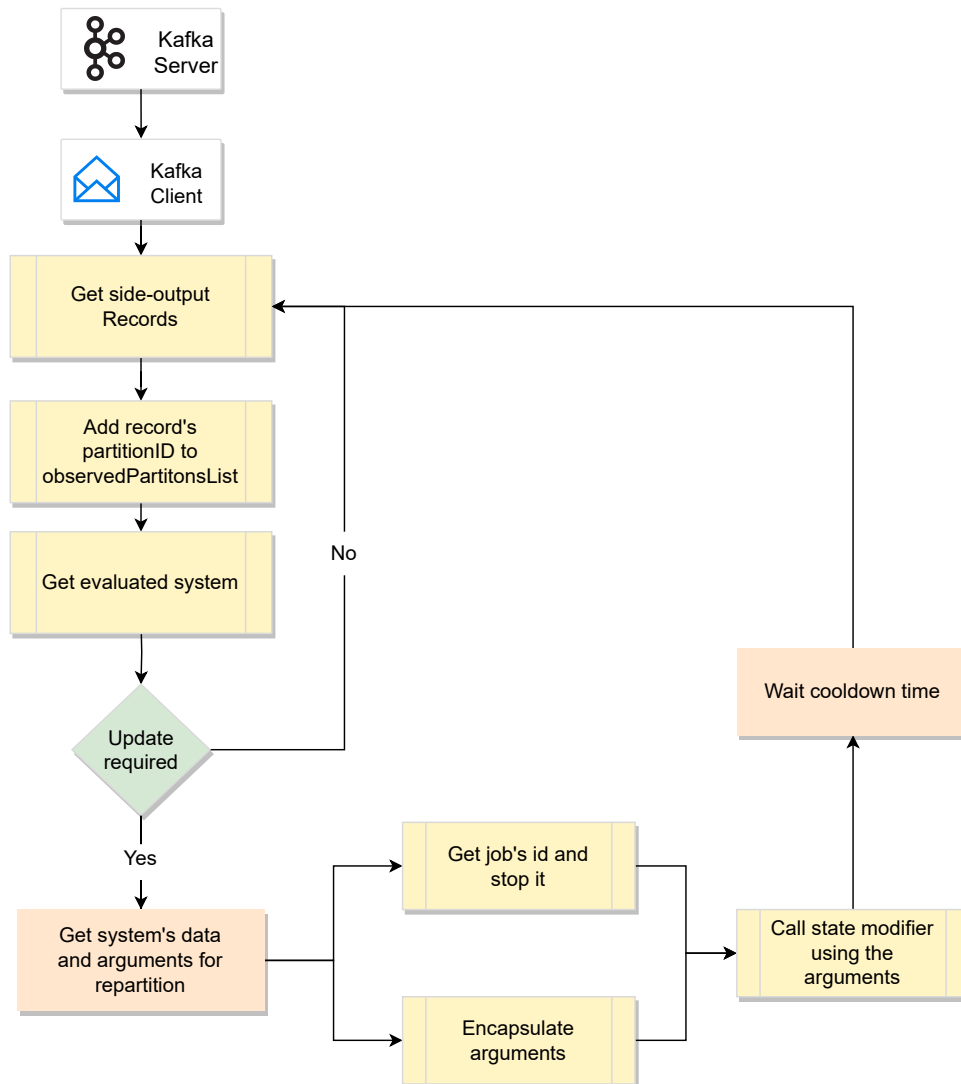 Kafka
Server
Kafka
Client
Get side-output
Records
Add record's
partitionID to
observedPartitonsList
Get evaluated system
No
Update
required
Yes
Get system's data
and arguments for
repartition
Get job's id and
stop it
Encapsulate
arguments
Call state modifier
using the
arguments
Wait cooldown time